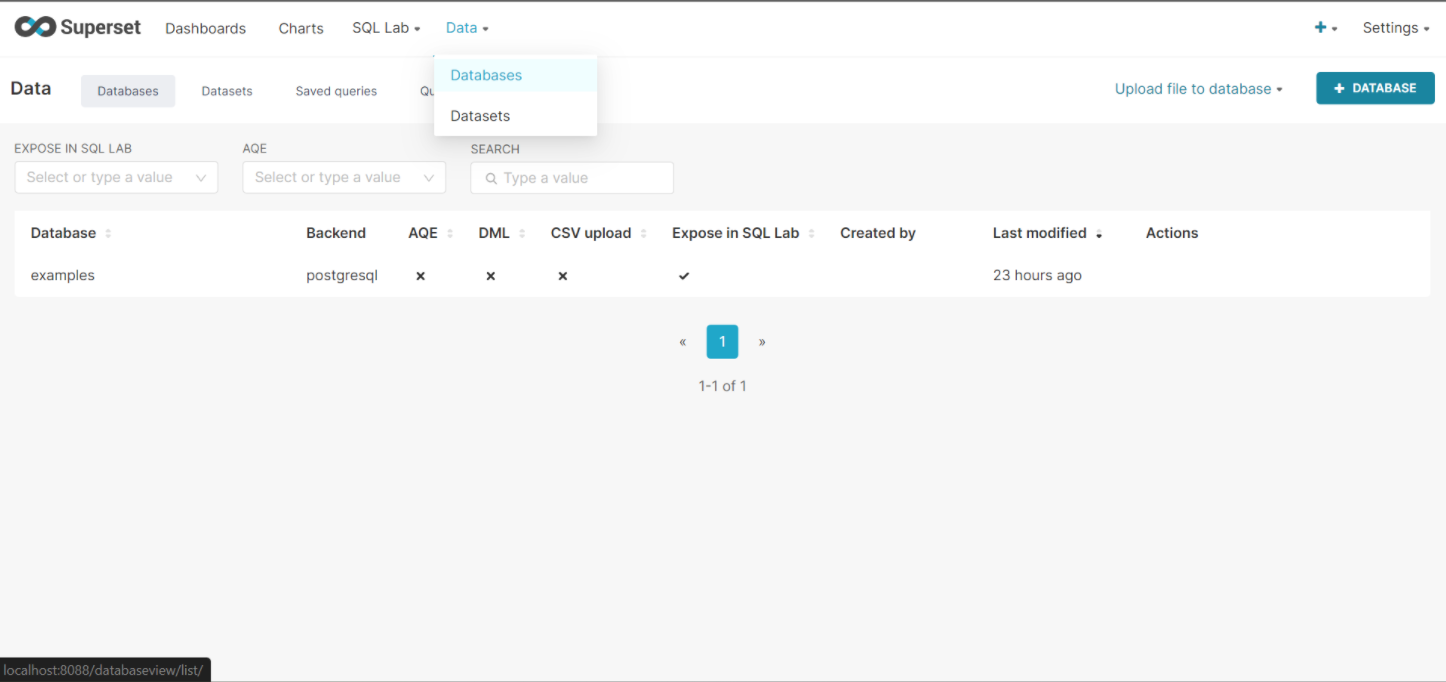 Superset Dashboards Charts SQL Lab Data Settings
Databases
Datasets
Data Databases Datasets Saved queries Qu Upload file to database + DATABASE
EXPOSE IN SQL LAB AQE SEARCH
Select or type a value Select or type a value Type a value
Database Backend AQE DML CSV upload Expose in SQL Lab Created by Last modified Actions
examples postgresql 23 hours ago
« 1 »
1-1 of 1
localhost:8088/databaseview/list/